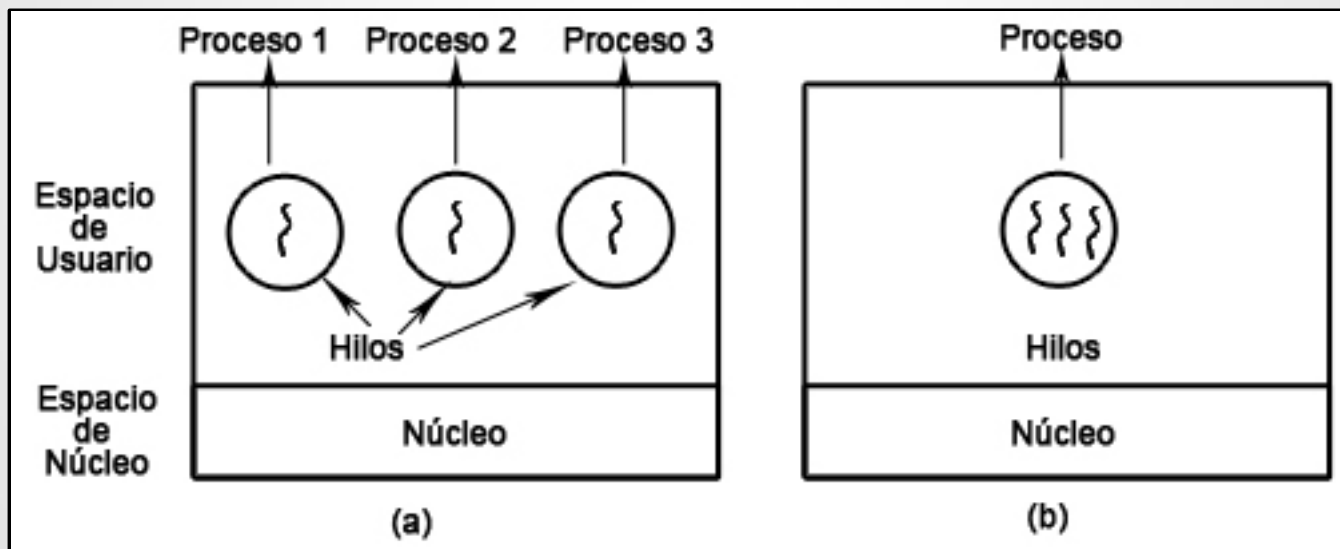 Proceso 1 Proceso 2 Proceso 3
Espacio
de
Usuario
Hilos
Espacio
de
Núcleo
Núcleo
(a)
Proceso
Hilos
Núcleo
(b)